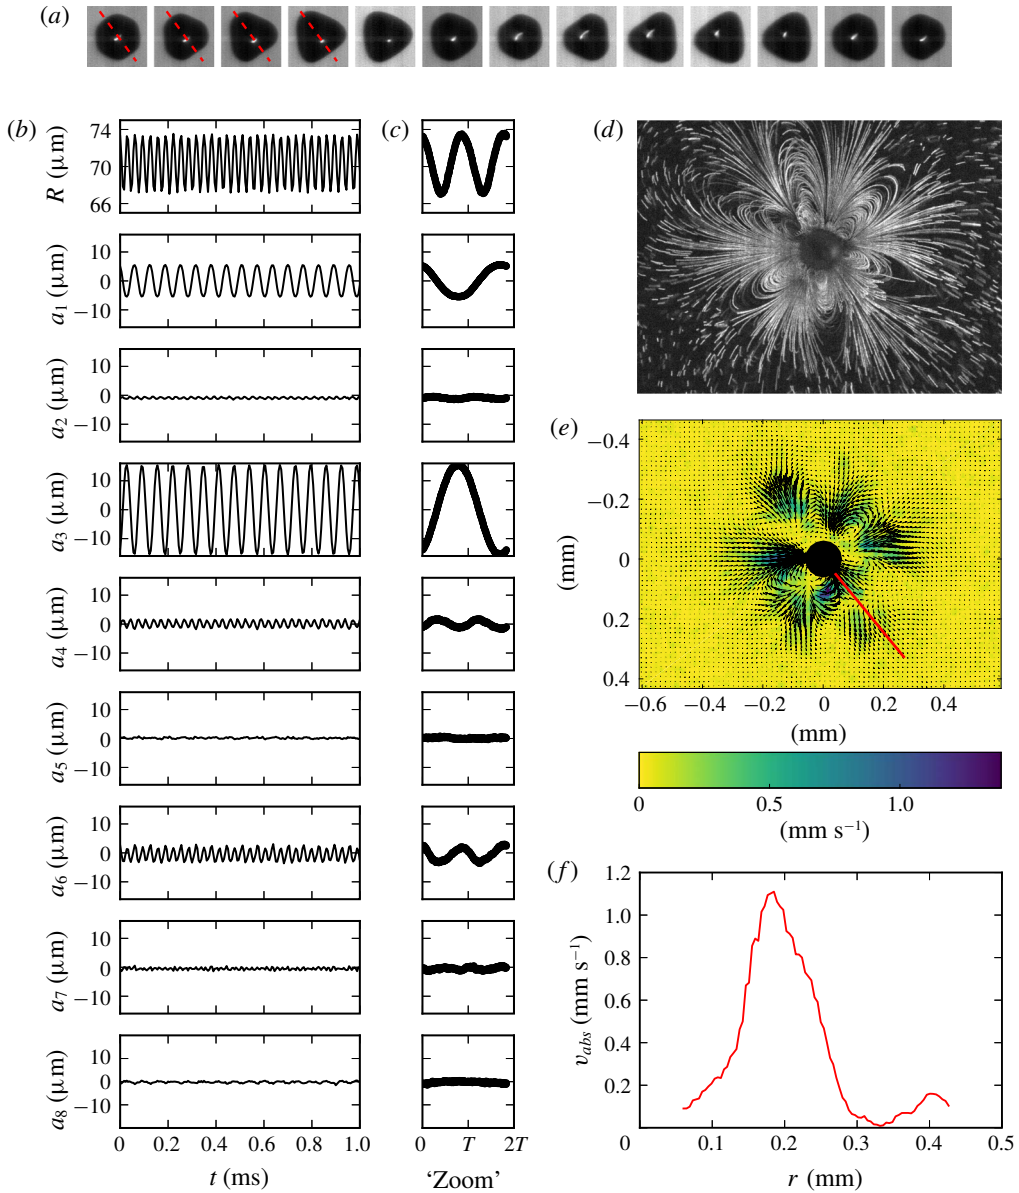 (a)
(b)
R (μm)
74
70
66
a1 (μm)
10
0
−10
a2 (μm)
10
0
−10
a3 (μm)
10
0
−10
a4 (μm)
10
0
−10
a5 (μm)
10
0
−10
a6 (μm)
10
0
−10
a7 (μm)
10
0
−10
a8 (μm)
10
0
−10
0 0.2 0.4 0.6 0.8 1.0
t (ms)
(c)
0 T 2T
‘Zoom’
(d)
(e)
−0.4
−0.2
0
0.2
0.4
(mm)
−0.6 −0.4 −0.2 0 0.2 0.4
(mm)
0 0.5 1.0
(mm s−1)
(f)
1.2
1.0
0.8
0.6
0.4
0.2
0
vabs (mm s−1)
0.1 0.2 0.3 0.4 0.5
r (mm)